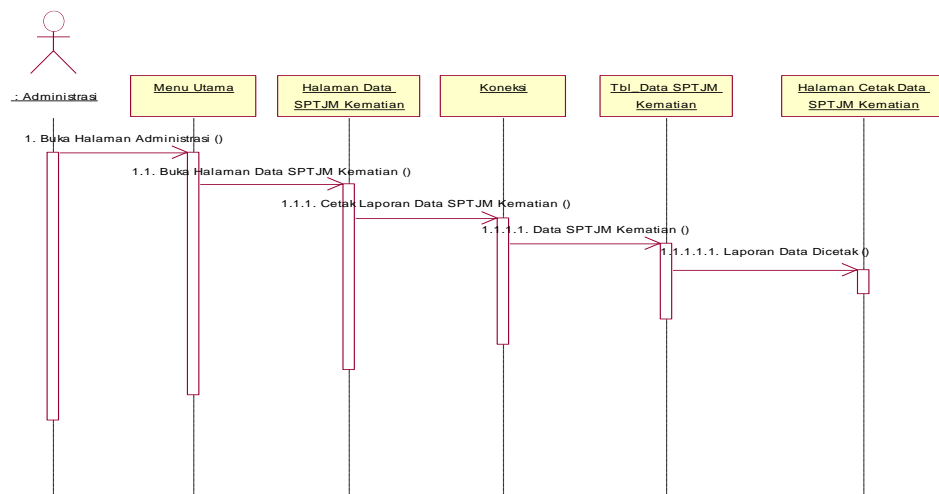 : Administrasi
Menu Utama
Halaman Data
SPTJM Kematian
Koneksi
Tbl_Data SPTJM
Kematian
Halaman Cetak Data
SPTJM Kematian
1. Buka Halaman Administrasi ()
1.1. Buka Halaman Data SPTJM Kematian ()
1.1.1. Cetak Laporan Data SPTJM Kematian ()
1.1.1.1. Data SPTJM Kematian ()
1.1.1.1.1. Laporan Data Dicetak ()